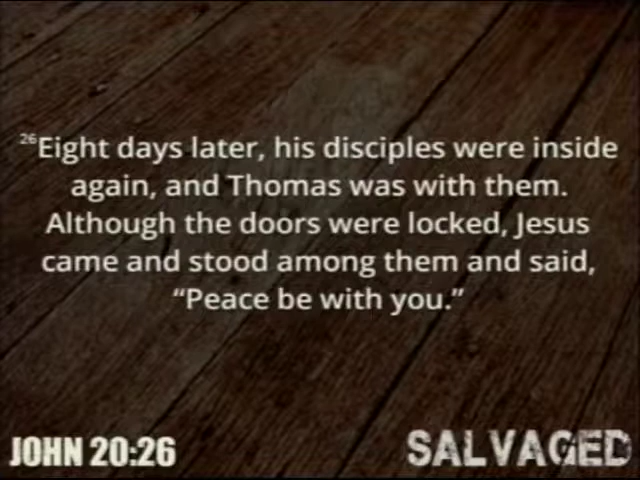 26Eight days later, his disciples were inside
again, and Thomas was with them.
Although the doors were locked, Jesus
came and stood among them and said,
“Peace be with you.”
JOHN 20:26
SALVAGED